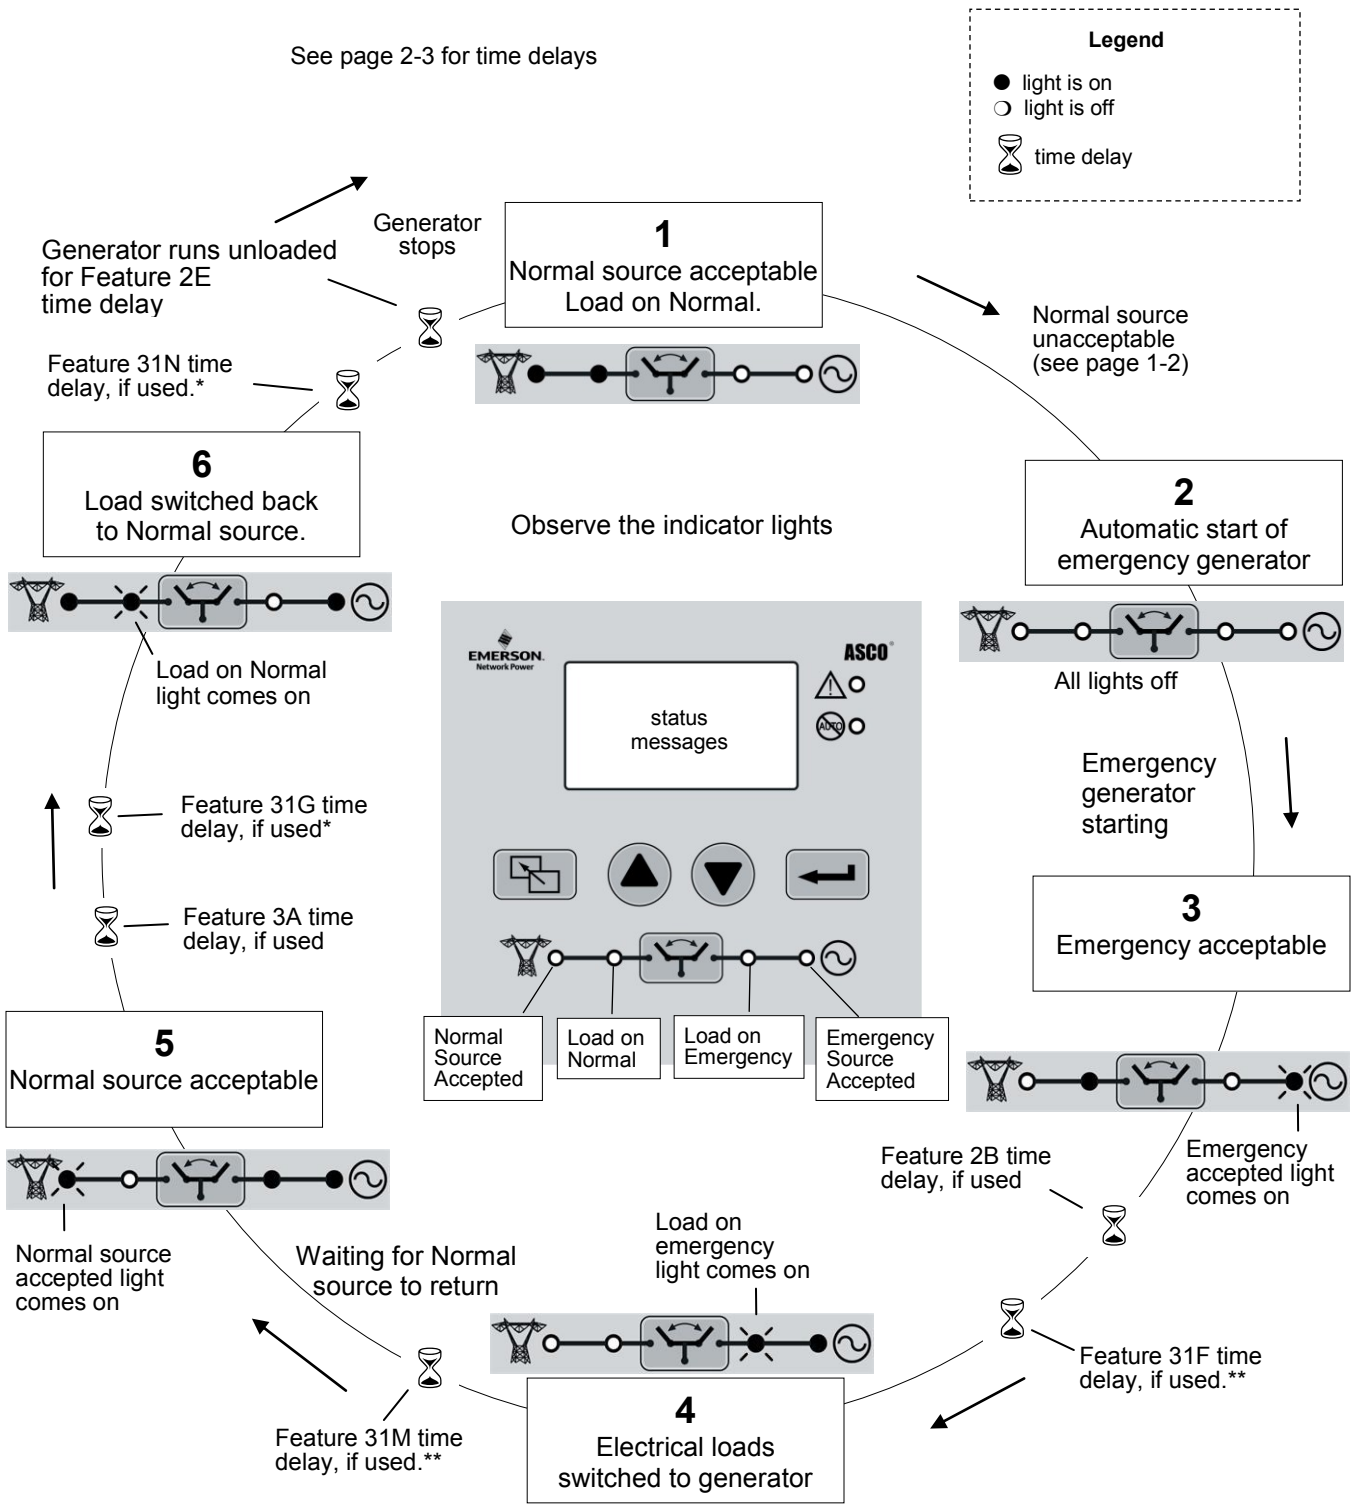 See page 2-3 for time delays
Legend
light is on
light is off
time delay
Generator
stops
Generator runs unloaded
for Feature 2E
time delay
1
Normal source acceptable
Load on Normal.
Normal source
unacceptable
(see page 1-2)
Feature 31N time
delay, if used.*
6
Load switched back
to Normal source.
2
Automatic start of
emergency generator
Observe the indicator lights
All lights off
Load on Normal
light comes on
EMERSON.
Network Power
ASCO®
status
messages
AUTO
Emergency
generator
starting
Feature 31G time
delay, if used*
Feature 3A time
delay, if used
3
Emergency acceptable
5
Normal source acceptable
Normal
Source
Accepted
Load on
Normal
Load on
Emergency
Emergency
Source
Accepted
Feature 2B time
delay, if used
Emergency
accepted light
comes on
Normal source
accepted light
comes on
Waiting for Normal
source to return
Load on
emergency
light comes on
Feature 31F time
delay, if used.**
4
Electrical loads
switched to generator
Feature 31M time
delay, if used.**